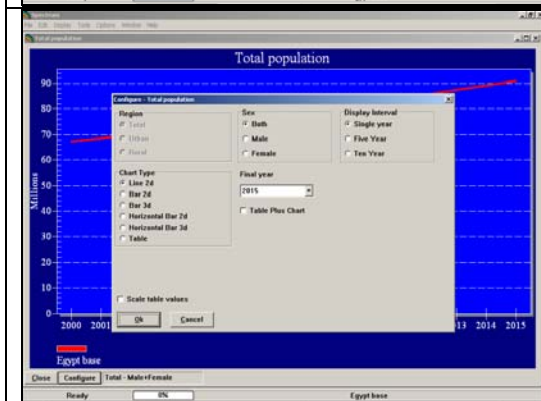 Spectrum
File Edit Display Tools Options Window Help
Total population
Total population
Millions
90
80
70
60
50
40
30
20
10
0
2000 2001
13 2014 2015
Configure - Total population
Region
Total
Urban
Rural
Sex
Both
Male
Female
Display Interval
Single year
Five Year
Ten Year
Chart Type
Line 2d
Bar 2d
Bar 3d
Horizontal Bar 2d
Horizontal Bar 3d
Table
Final year
2015
Table Plus Chart
Scale table values
Ok
Cancel
Egypt base
Close Configure Total - Male+Female
Ready 0% Egypt base